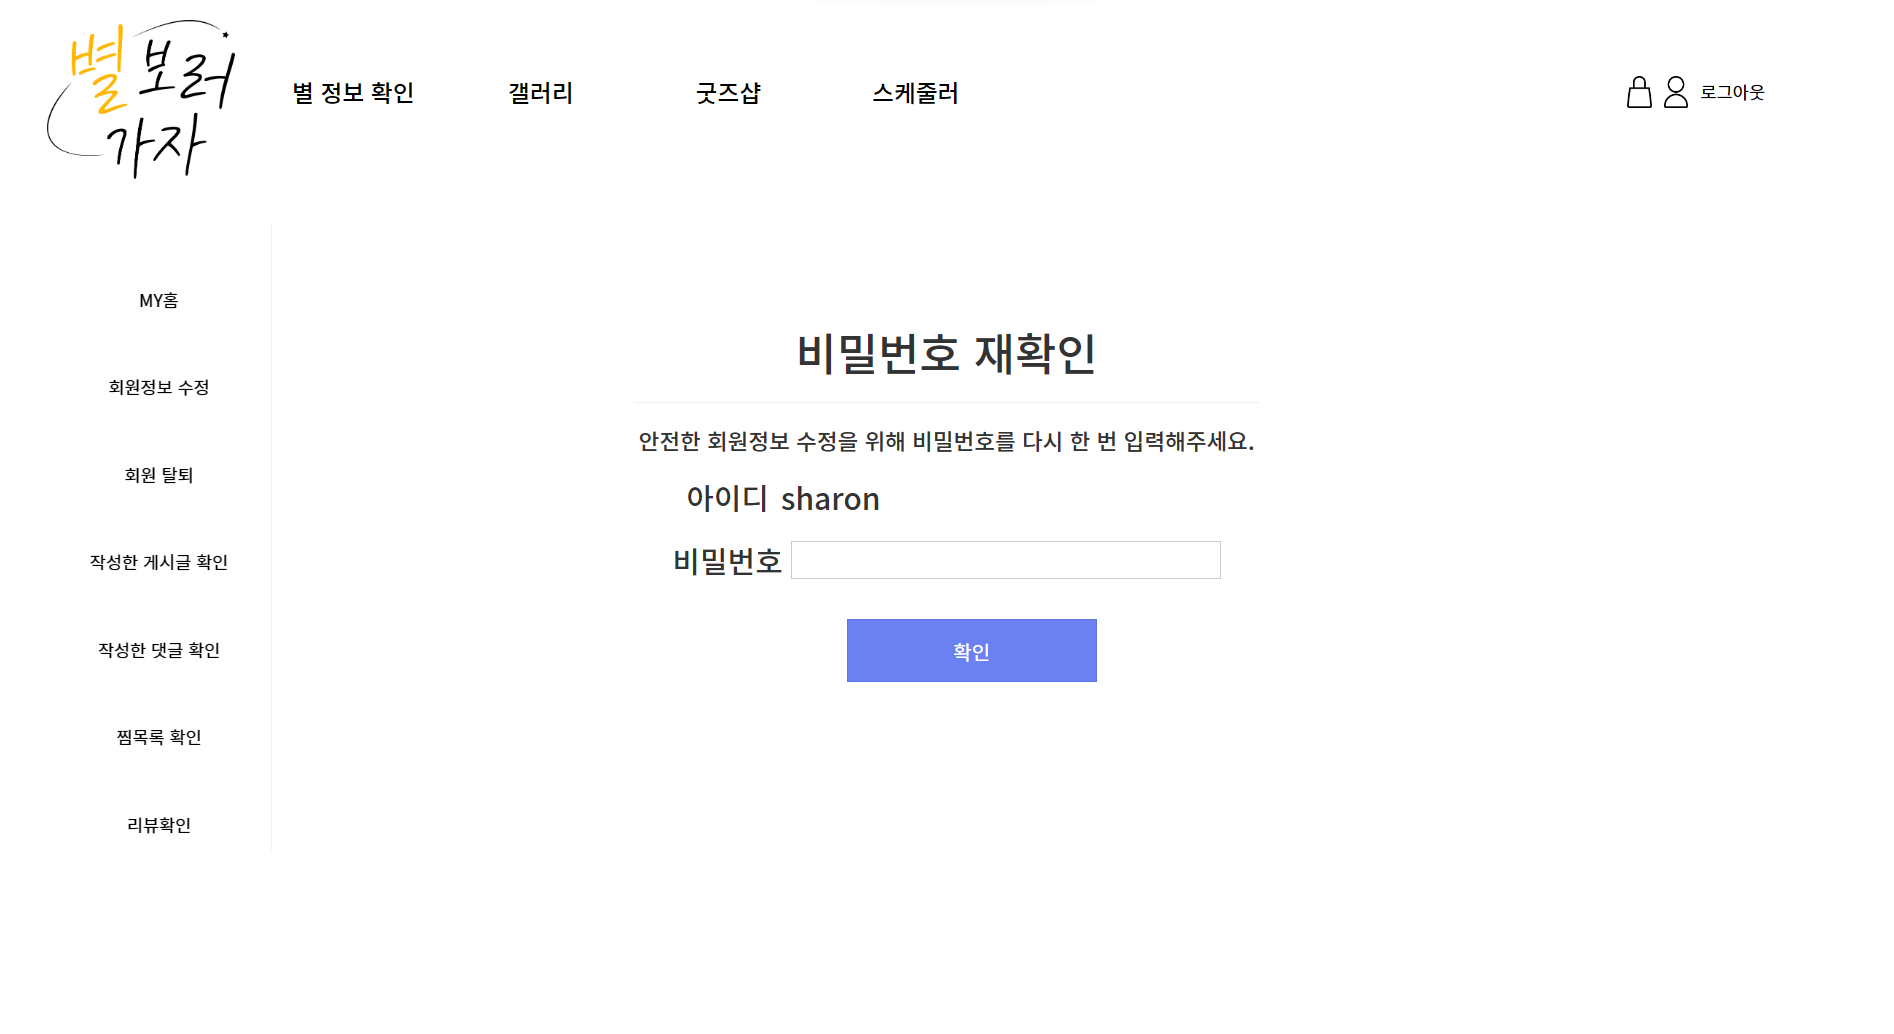 별 보러
가자
별 정보 확인
갤러리
굿즈샵
스케줄러
로그아웃
MY홈
회원정보 수정
회원 탈퇴
작성한 게시글 확인
작성한 댓글 확인
찜목록 확인
리뷰확인
비밀번호 재확인
안전한 회원정보 수정을 위해 비밀번호를 다시 한 번 입력해주세요.
아이디 sharon
비밀번호
확인